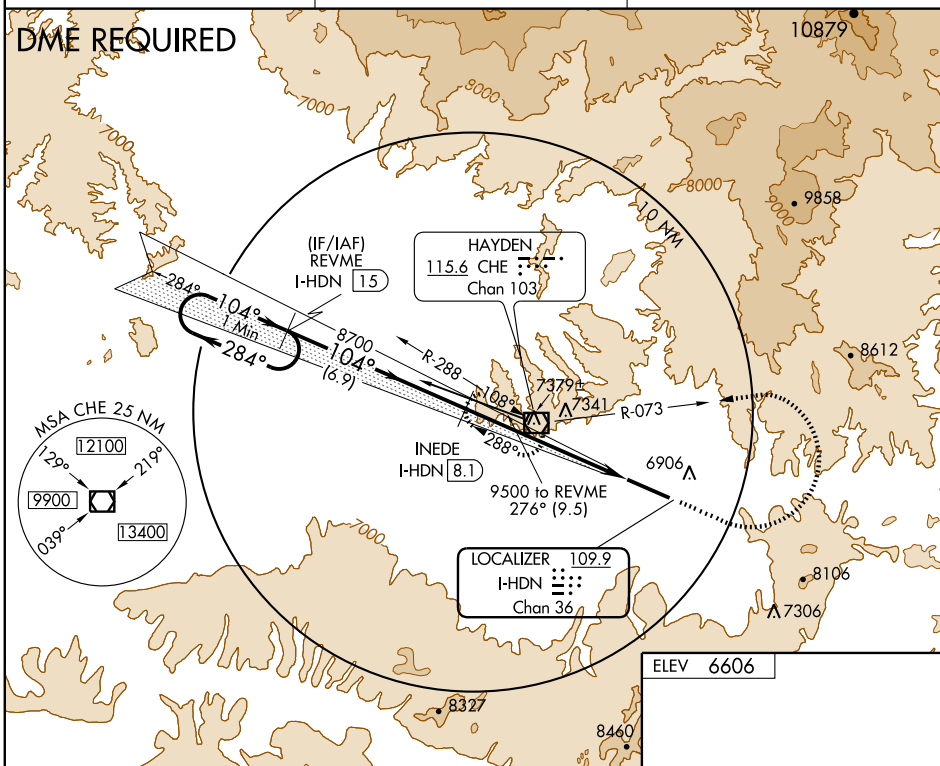 DME REQUIRED
10879
7000
8000
7000
8000
9000
9858
10 NM
(IF/IAF)
REVME
I-HDN 15
HAYDEN
115.6 CHE
Chan 103
284°
104°
1 Min
284°
8700
104°
(6.9)
R-288
108°
7379±
7341
R-073
8612
288°
INEDE
I-HDN 8.1
6906
9500 to REVME
276° (9.5)
MSA CHE 25 NM
12100
129°
219°
9900
039°
13400
7000
LOCALIZER 109.9
I-HDN
Chan 36
8106
7306
ELEV 6606
8327
8460